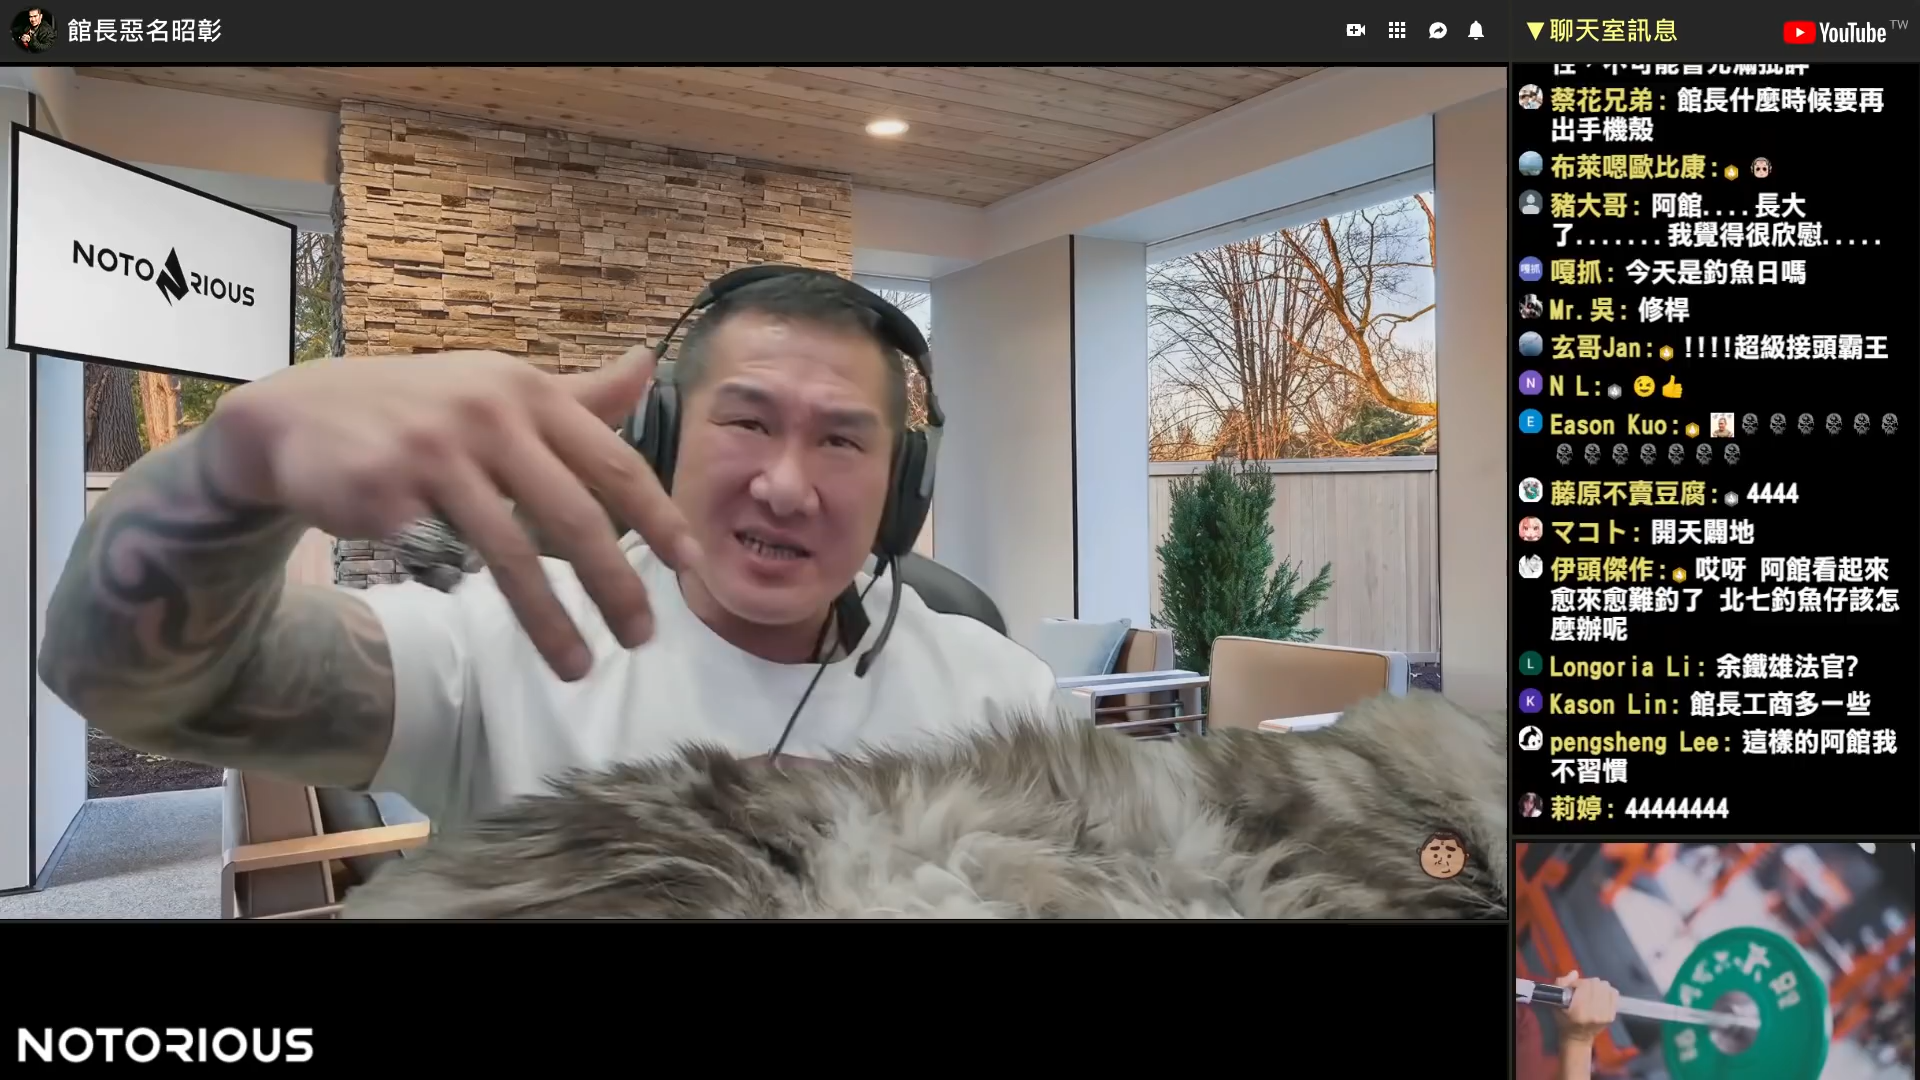 館長惡名昭彰
▼聊天室訊息
YouTube TW
NOTORIOUS
蔡花兄弟: 館長什麼時候要再
出手機殼
布萊嗯歐比康:
豬大哥: 阿館....長大
了.......我覺得很欣慰.....
嘎抓
嘎抓: 今天是釣魚日嗎
Mr.吳: 修桿
玄哥Jan: !!!!超級接頭霸王
N
N L: 😉👍
E
Eason Kuo:
藤原不賣豆腐: 4444
マコト: 開天闢地
伊頭傑作: 哎呀 阿館看起來
愈來愈難釣了 北七釣魚仔該怎
麼辦呢
L
Longoria Li: 余鐵雄法官?
K
Kason Lin: 館長工商多一些
pengsheng Lee: 這樣的阿館我
不習慣
莉婷: 44444444
NOTORIOUS